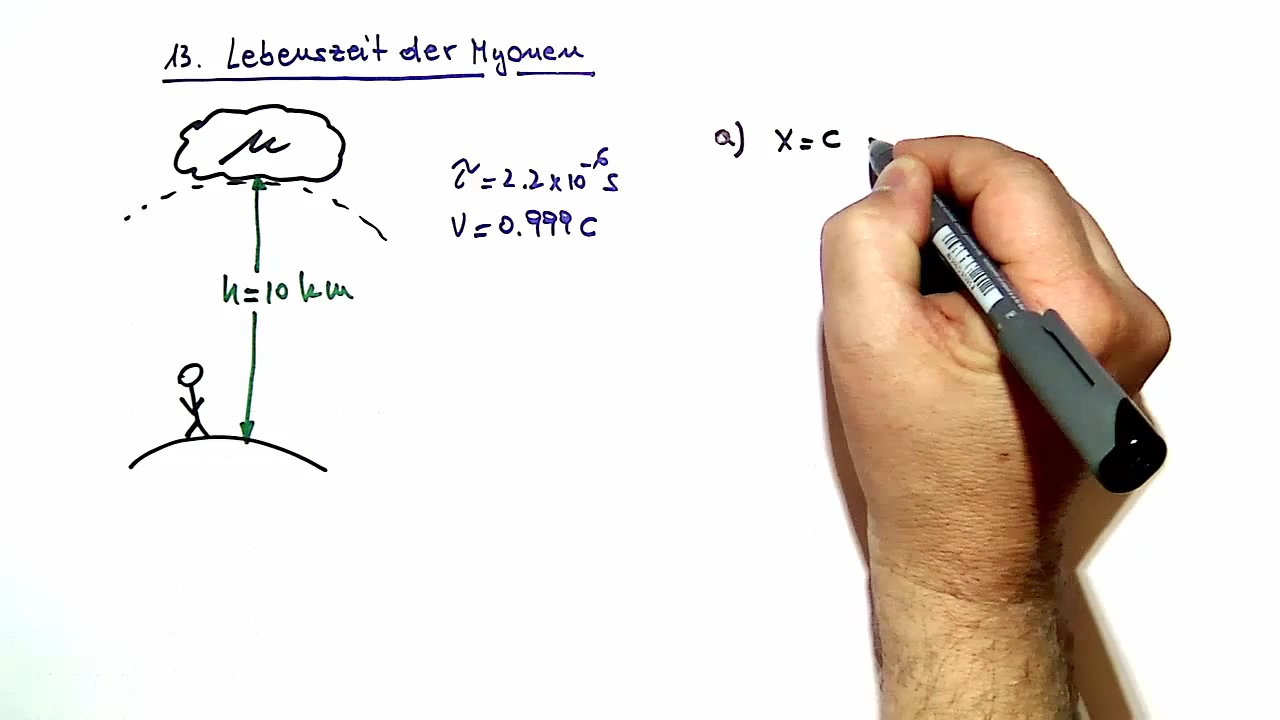 13. Lebenszeit der Myonen
μ
τ = 2.2 × 10⁻⁶ s
v = 0.999 c
h = 10 km
a) x = c